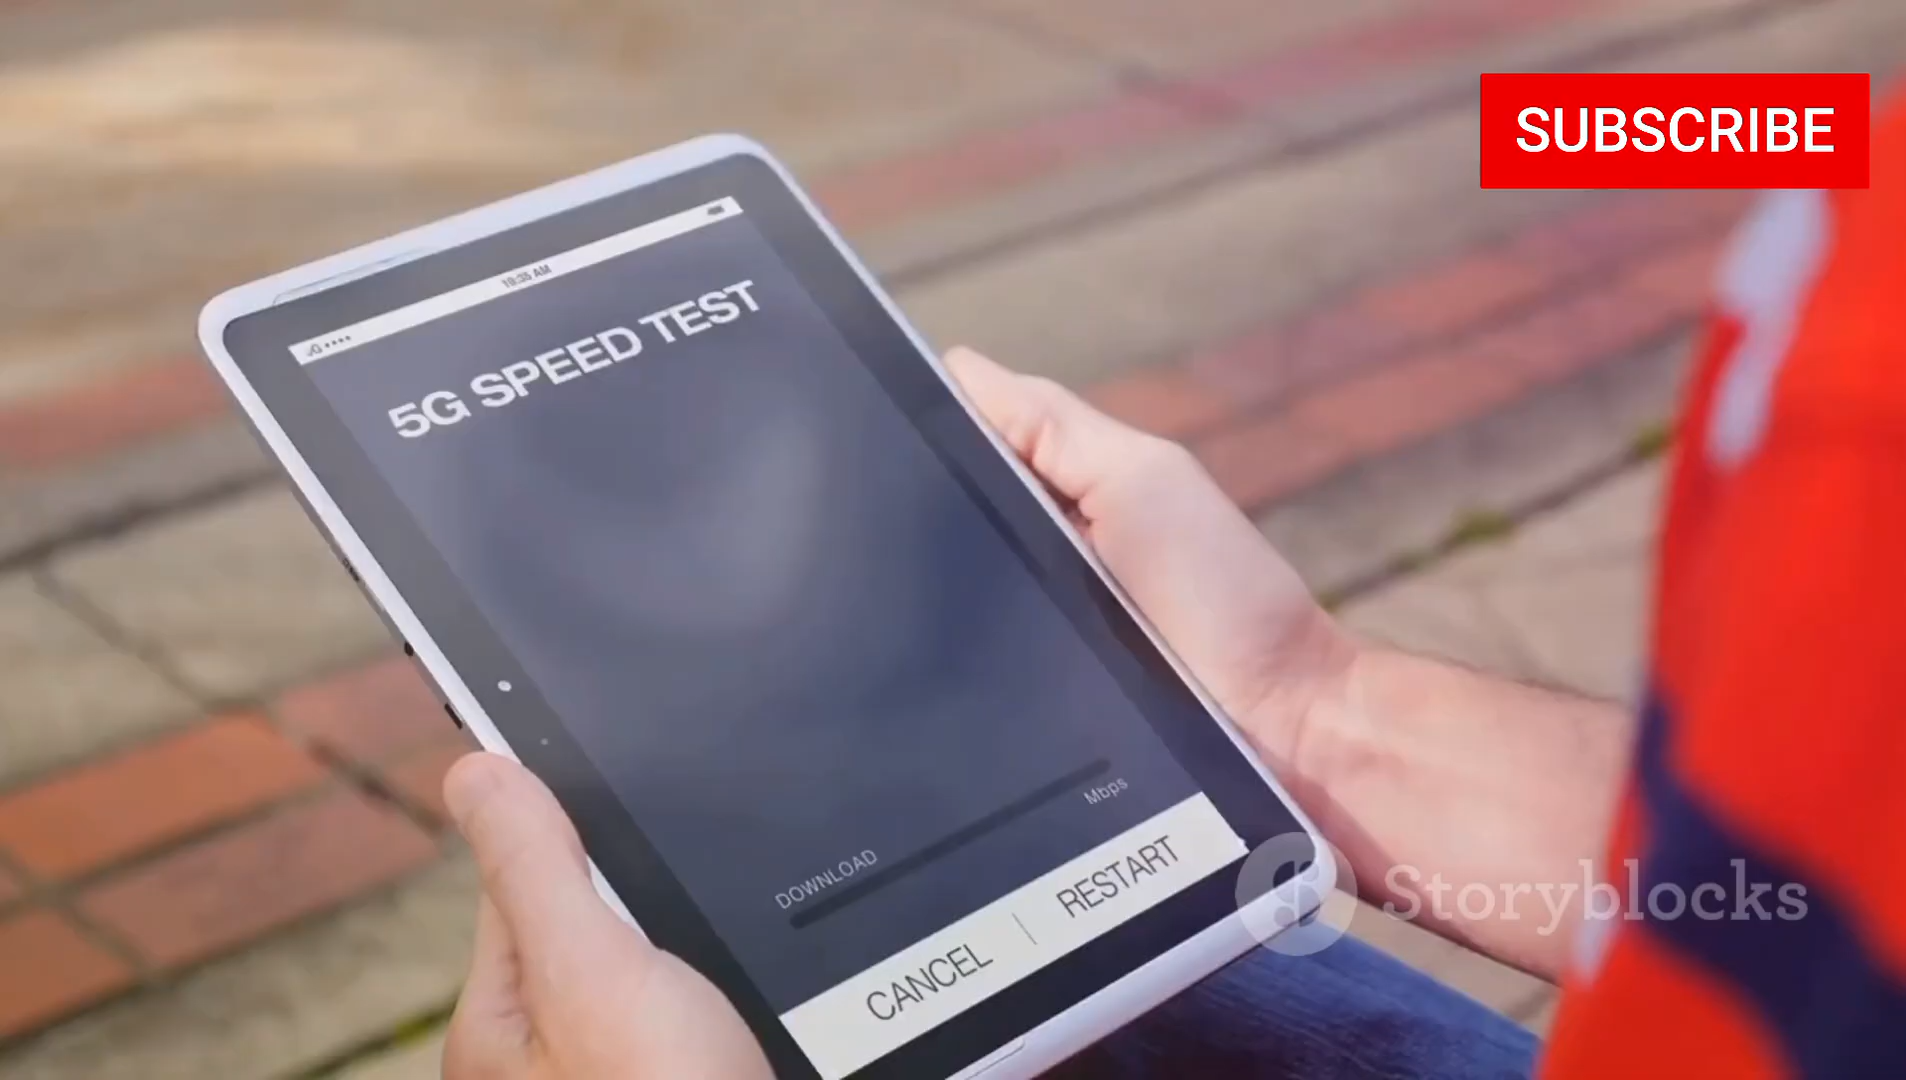 SUBSCRIBE
10:35 AM
5G SPEED TEST
Mbps
DOWNLOAD
CANCEL | RESTART
Storyblocks